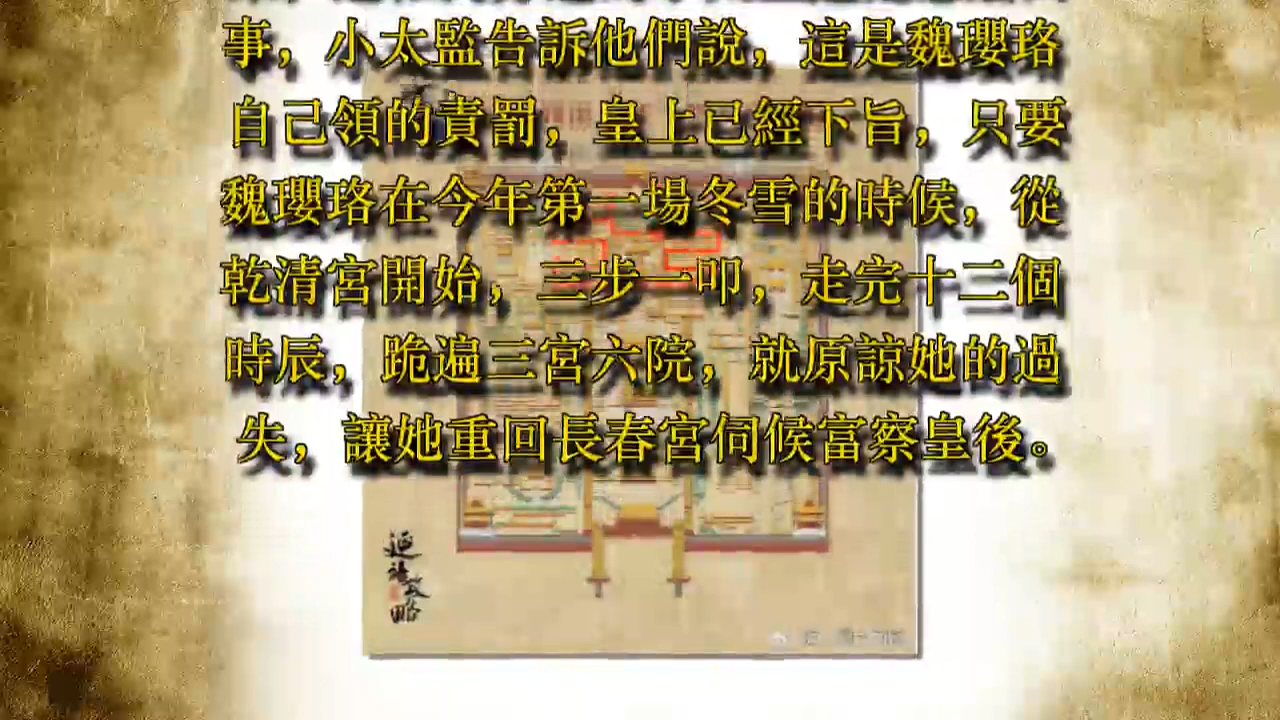 事，小太監告訴他們說，這是魏瓔珞
自己領的責罰，皇上已經下旨，只要
魏瓔珞在今年第一場冬雪的時候，從
乾清宮開始，三步一叩，走完十二個
時辰，跪遍三宮六院，就原諒她的過
失，讓她重回長春宮伺候富察皇後。
延禧攻略